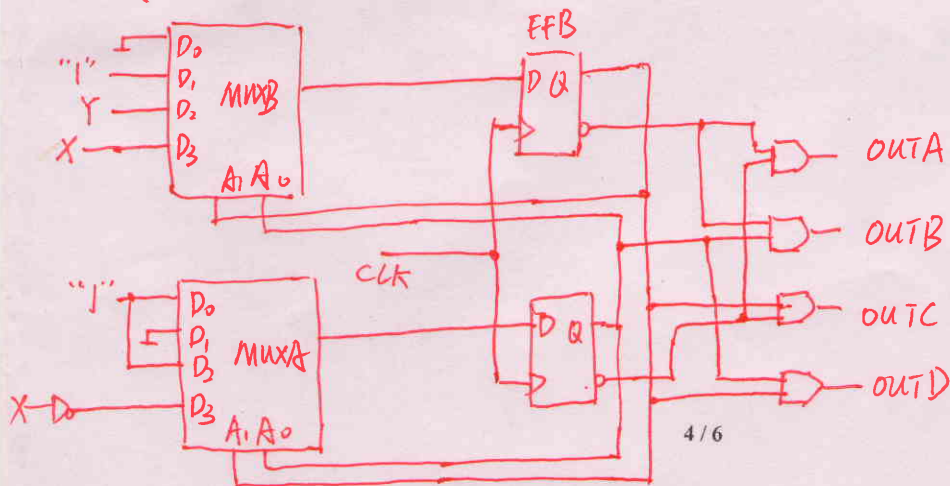 EFB
D₀
"1" D₁ MUXB D Q
Y D₂
X D₃
A₁ A₀
OUTA
OUTB
CLK
"1" D₀
D₁ MUXA D Q
D₂
X D₃
A₁ A₀
OUTC
OUTD
4 / 6